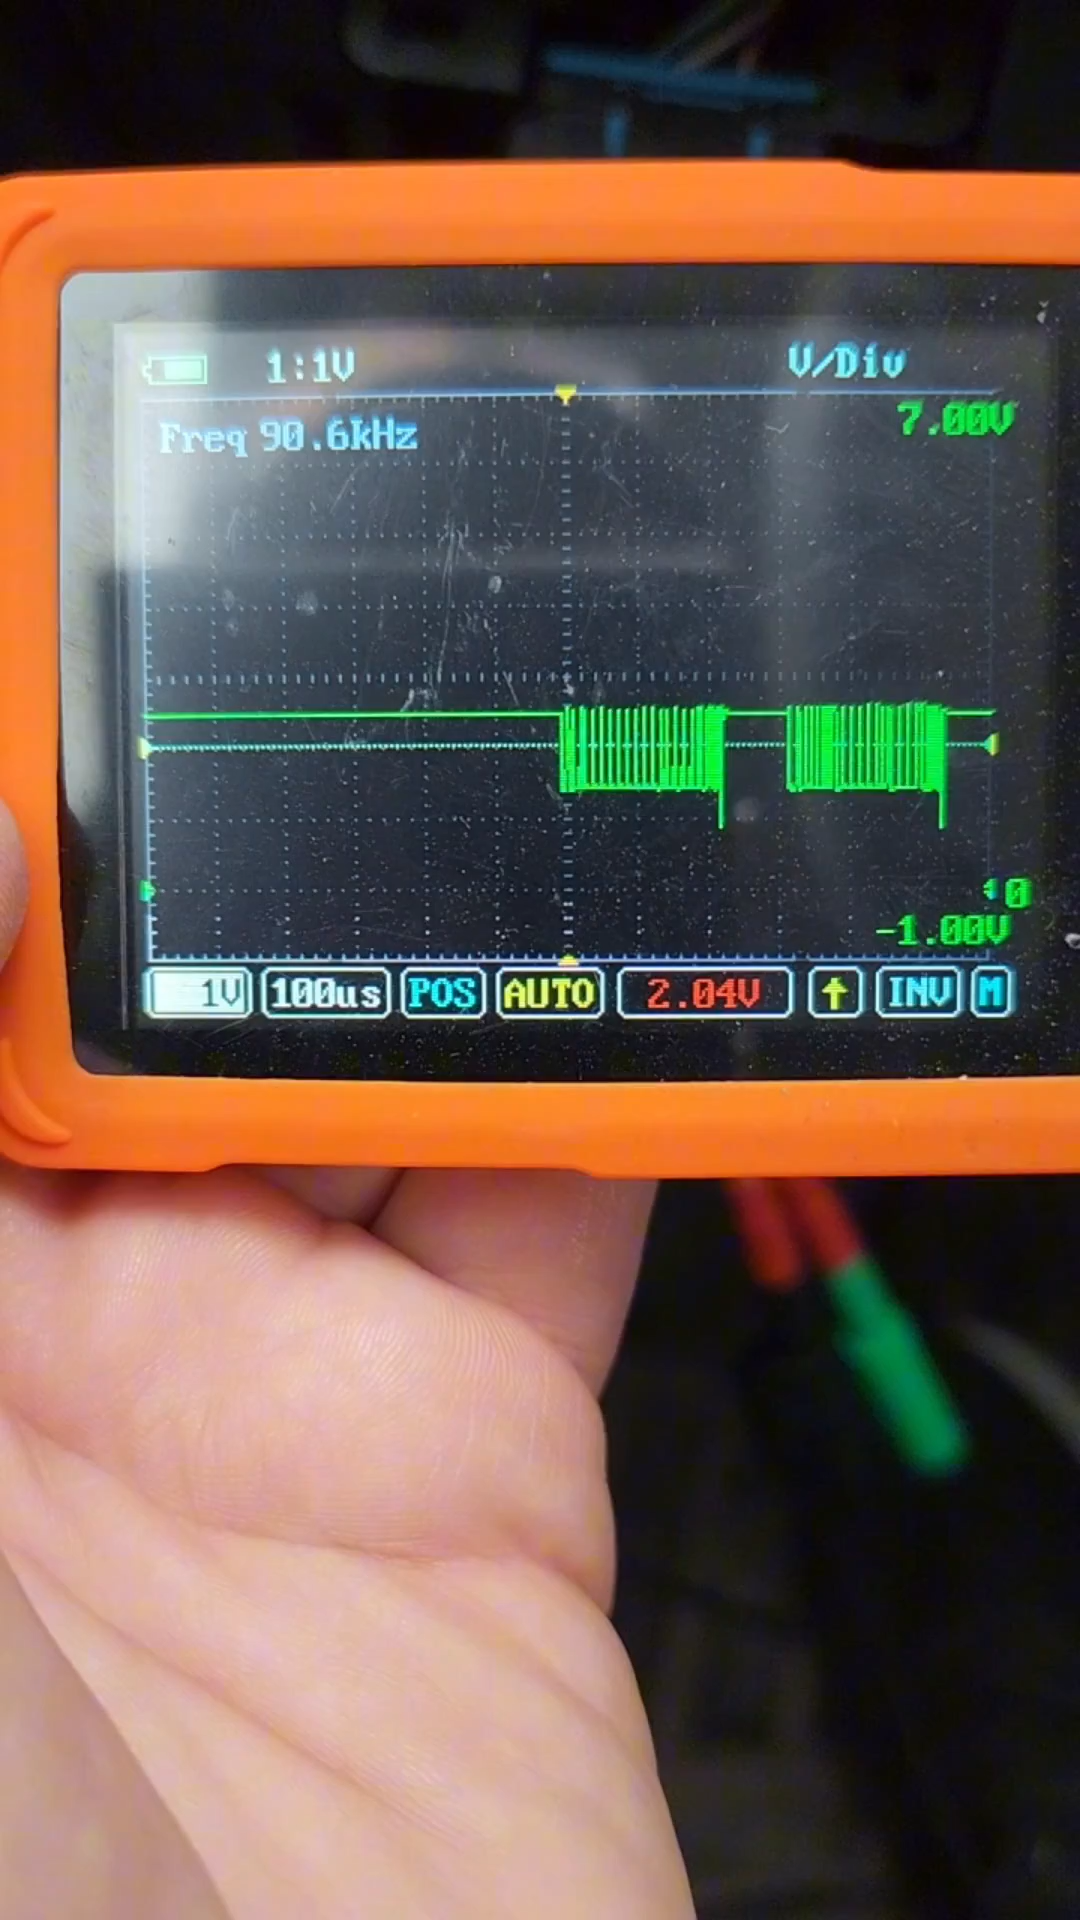 1:1V V/Div
Freq 90.6kHz 7.00V
0
-1.00V
1V 100us POS AUTO 2.04V ↑ INV M